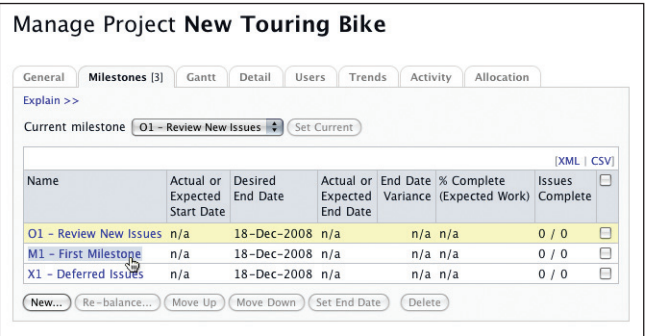 Manage Project New Touring Bike
General Milestones [3] Gantt Detail Users Trends Activity Allocation
Explain >>
Current milestone O1 - Review New Issues Set Current
[XML | CSV]
Name Actual or Expected Start Date Desired End Date Actual or Expected End Date End Date Variance % Complete (Expected Work) Issues Complete
O1 - Review New Issues n/a 18-Dec-2008 n/a n/a n/a 0 / 0
M1 - First Milestone n/a 18-Dec-2008 n/a n/a n/a 0 / 0
X1 - Deferred Issues n/a 18-Dec-2008 n/a n/a n/a 0 / 0
New... Re-balance... Move Up Move Down Set End Date Delete